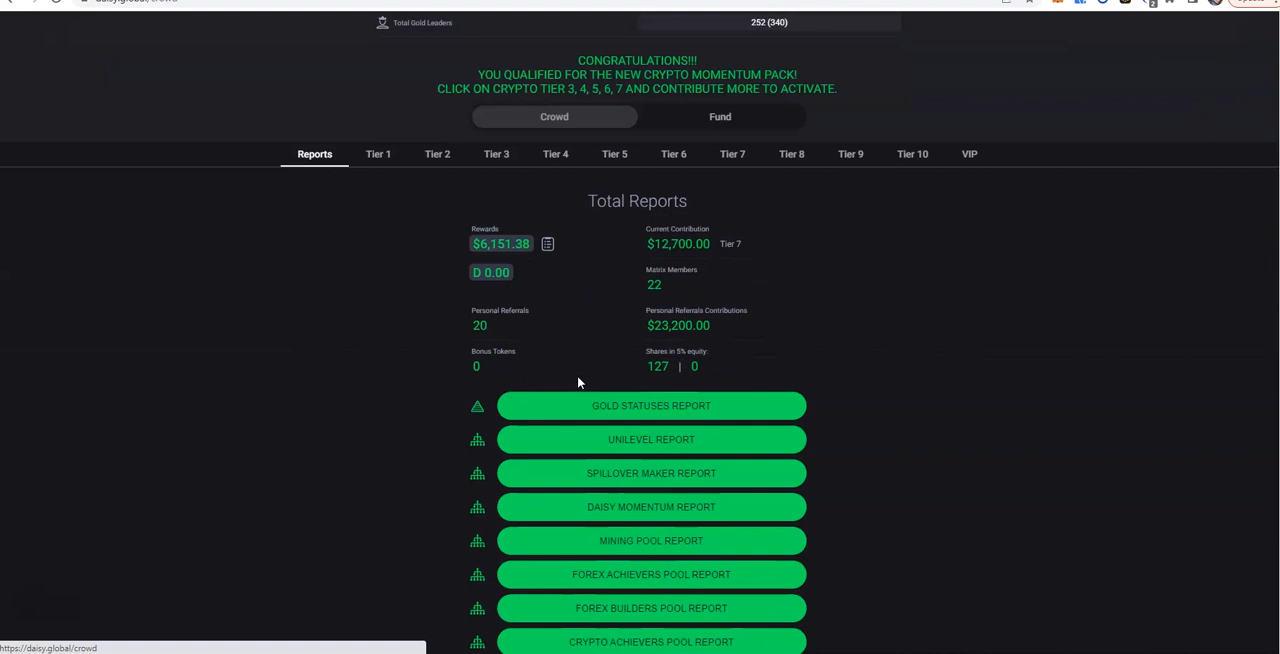 daisy.global/crowd
Total Gold Leaders
252 (340)
CONGRATULATIONS!!!
YOU QUALIFIED FOR THE NEW CRYPTO MOMENTUM PACK!
CLICK ON CRYPTO TIER 3, 4, 5, 6, 7 AND CONTRIBUTE MORE TO ACTIVATE.
Crowd Fund
Reports Tier 1 Tier 2 Tier 3 Tier 4 Tier 5 Tier 6 Tier 7 Tier 8 Tier 9 Tier 10 VIP
Total Reports
Rewards Current Contribution
$6,151.38 $12,700.00 Tier 7
Matrix Members
D 0.00
22
Personal Referrals Personal Referrals Contributions
20 $23,200.00
Bonus Tokens Shares in 5% equity:
0 127 | 0
GOLD STATUSES REPORT
UNILEVEL REPORT
SPILLOVER MAKER REPORT
DAISY MOMENTUM REPORT
MINING POOL REPORT
FOREX ACHIEVERS POOL REPORT
FOREX BUILDERS POOL REPORT
CRYPTO ACHIEVERS POOL REPORT
https://daisy.global/crowd